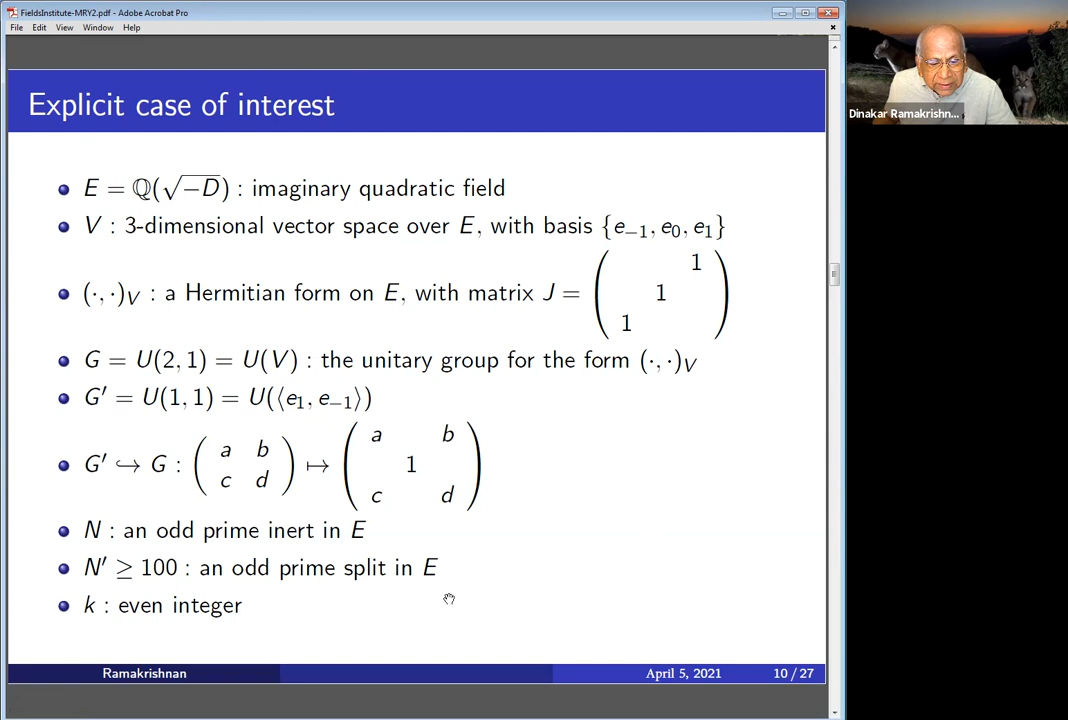 FieldsInstitute-MRY2.pdf - Adobe Acrobat Pro
File Edit View Window Help
Explicit case of interest
E = ℚ(√−D) : imaginary quadratic field
V : 3-dimensional vector space over E, with basis {e₋₁, e₀, e₁}
(·, ·)_V : a Hermitian form on E, with matrix J = ( 1 1 1 )
G = U(2, 1) = U(V) : the unitary group for the form (·, ·)_V
G′ = U(1, 1) = U(⟨e₁, e₋₁⟩)
G′ ↪ G : ( a b c d ) ↦ ( a b 1 c d )
N : an odd prime inert in E
N′ ≥ 100 : an odd prime split in E
k : even integer
Ramakrishnan April 5, 2021 10 / 27
Dinakar Ramakrishn...